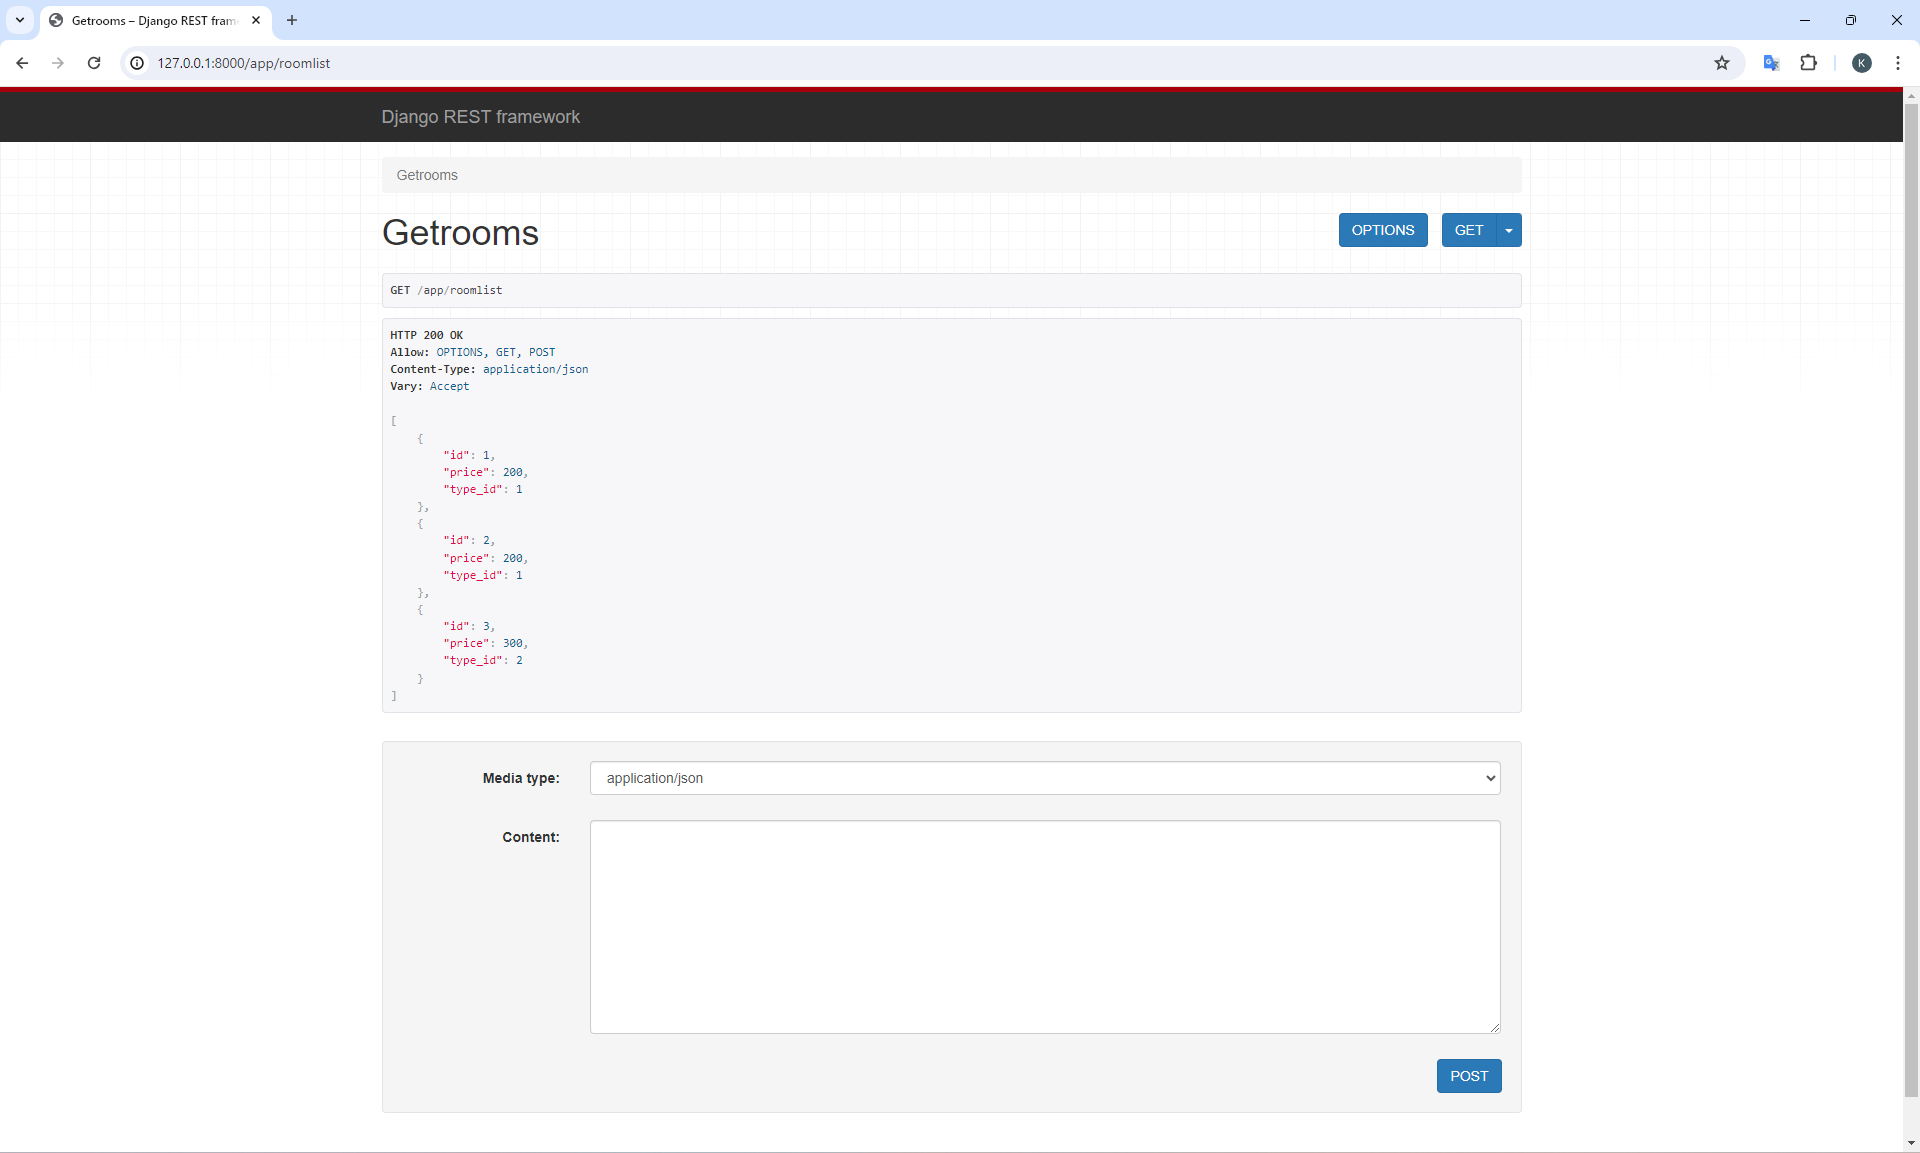 Getrooms – Django REST fram
127.0.0.1:8000/app/roomlist
K
Django REST framework
Getrooms
Getrooms
OPTIONS
GET
GET /app/roomlist
HTTP 200 OK
Allow: OPTIONS, GET, POST
Content-Type: application/json
Vary: Accept
[
    {
        "id": 1,
        "price": 200,
        "type_id": 1
    },
    {
        "id": 2,
        "price": 200,
        "type_id": 1
    },
    {
        "id": 3,
        "price": 300,
        "type_id": 2
    }
]
Media type:
application/json
Content:
POST